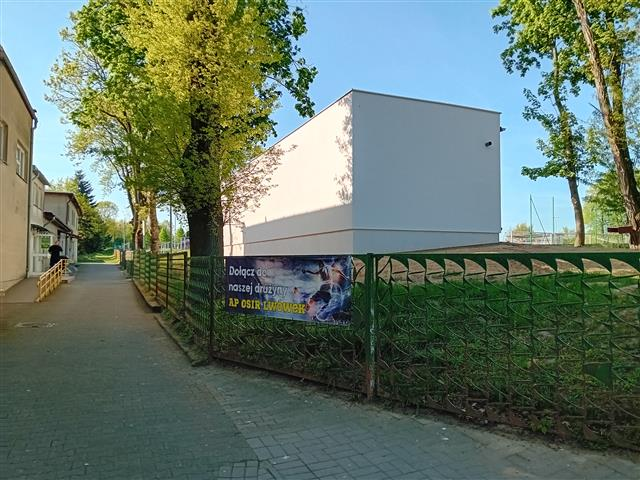 Dołącz do
naszej drużyny
AP OSIR LWÓWEK